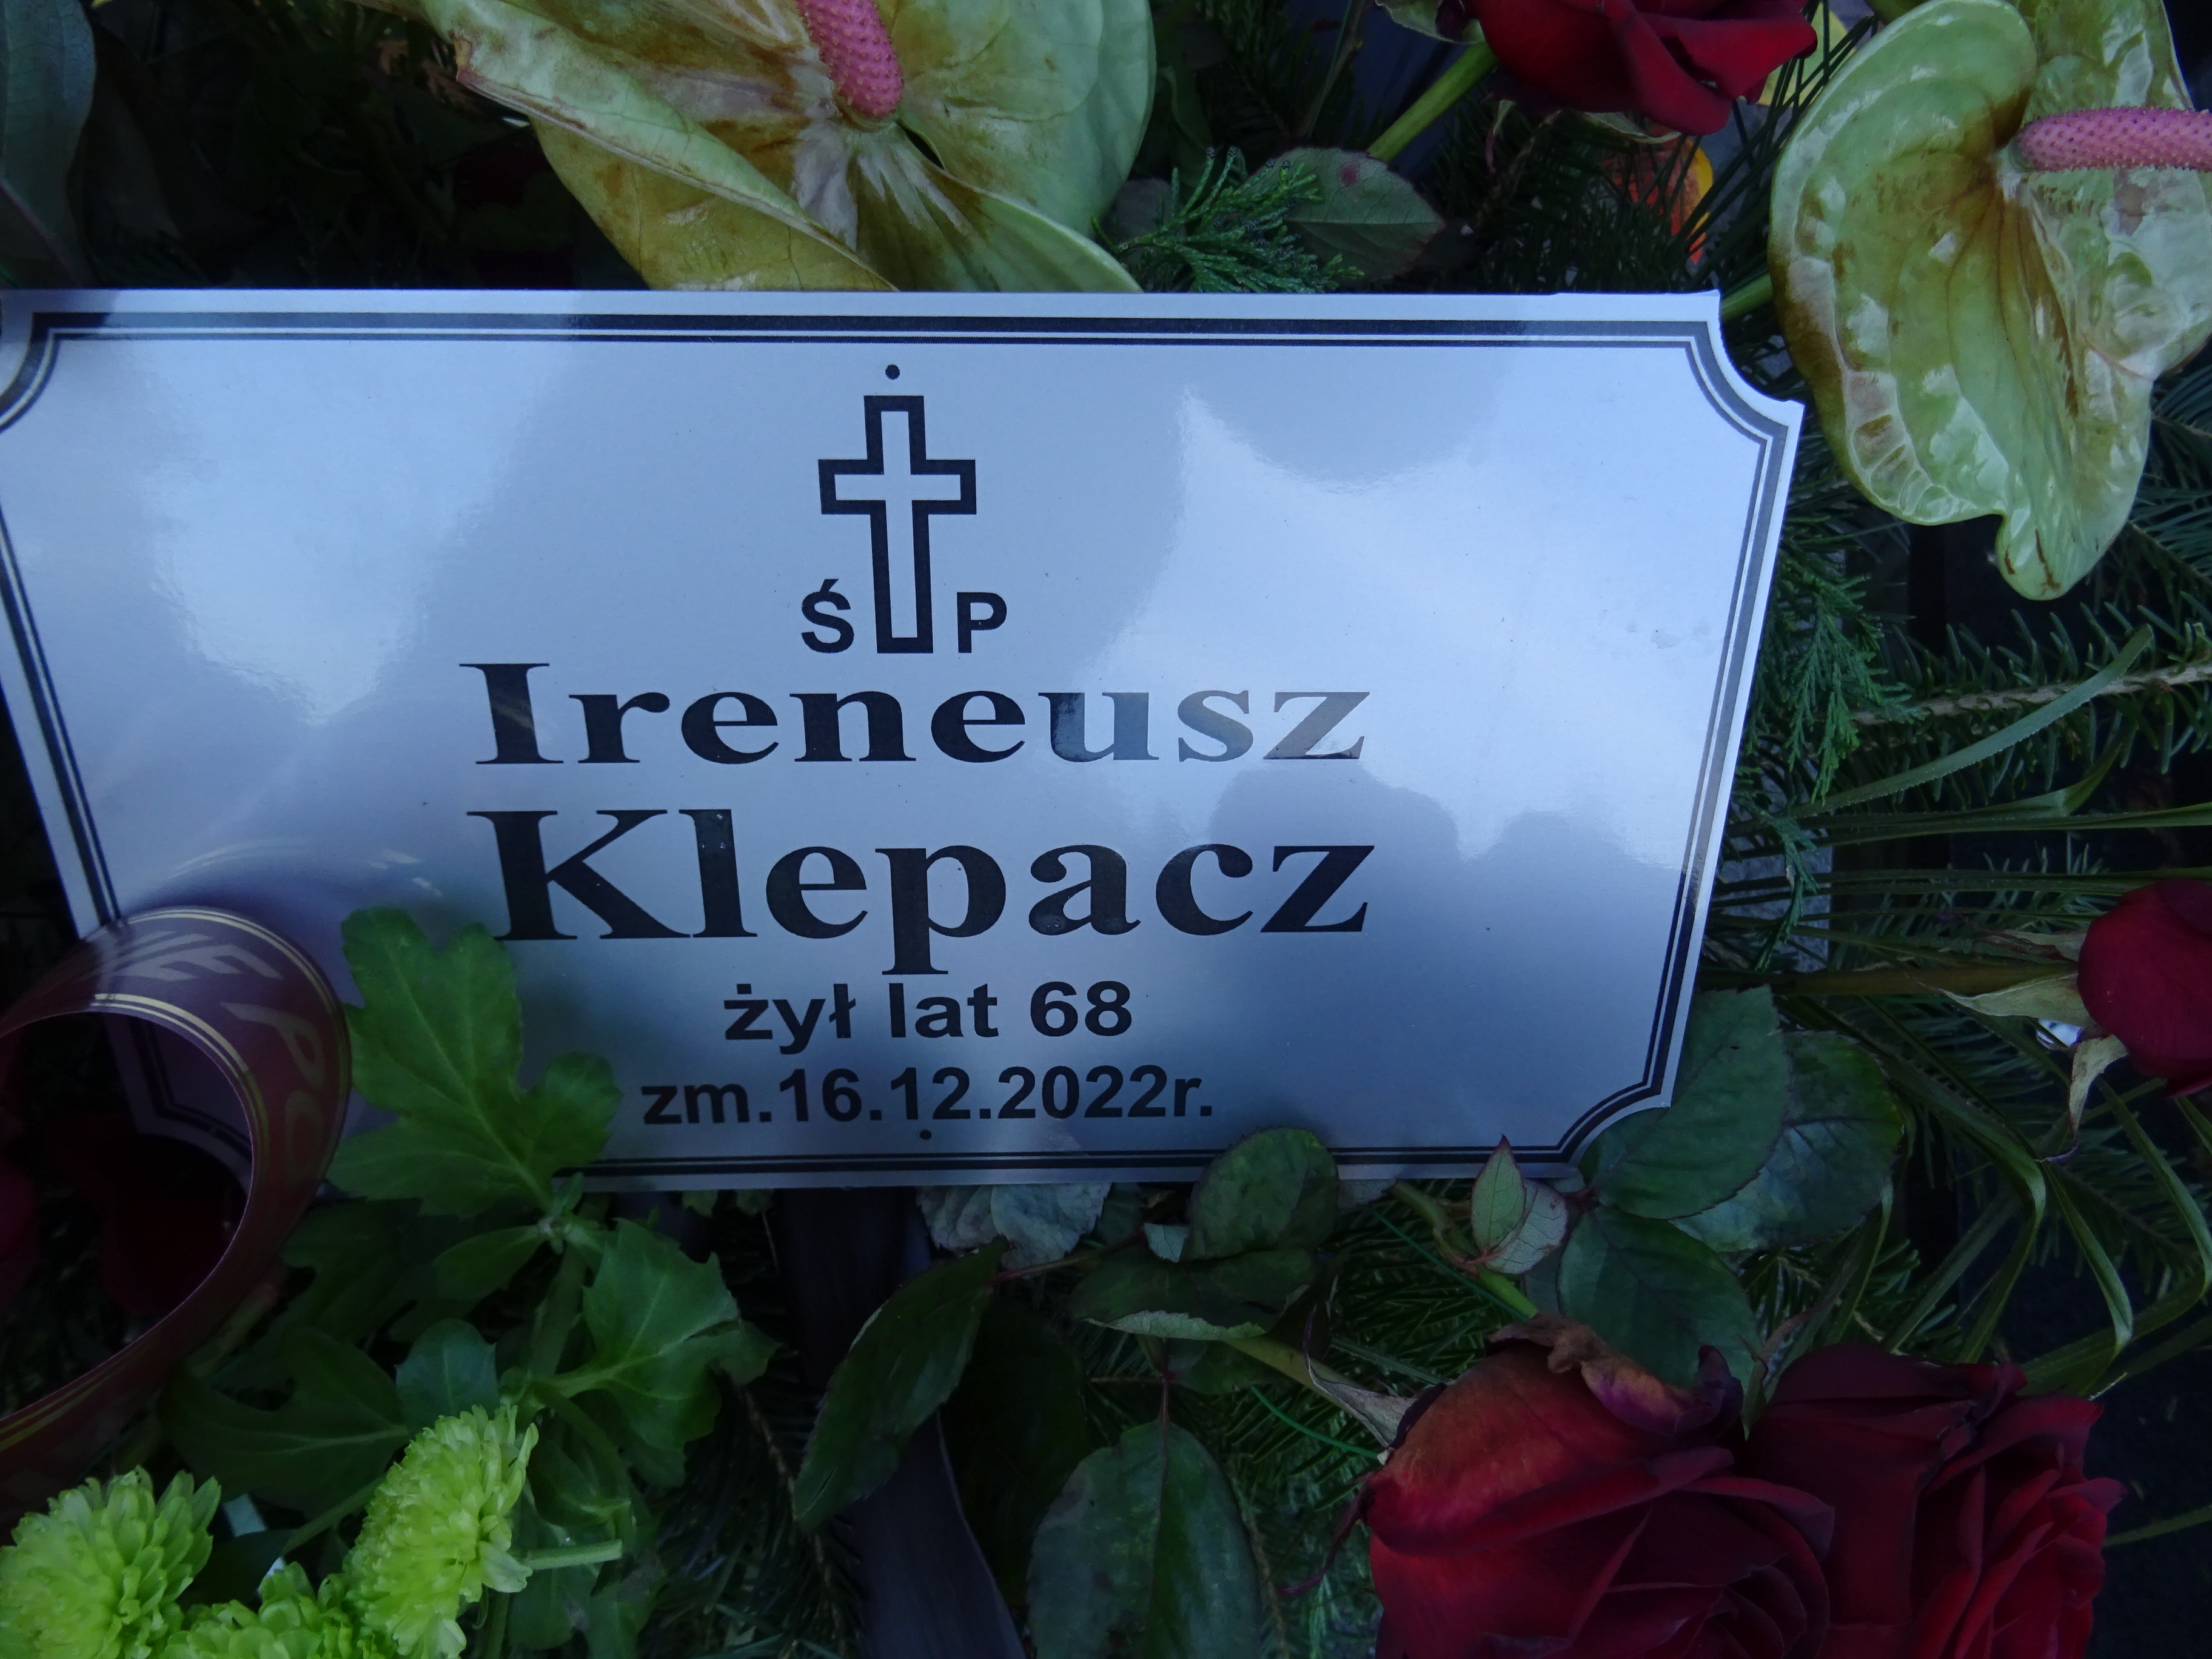 Ś P
Ireneusz
Klepacz
żył lat 68
zm.16.12.2022r.